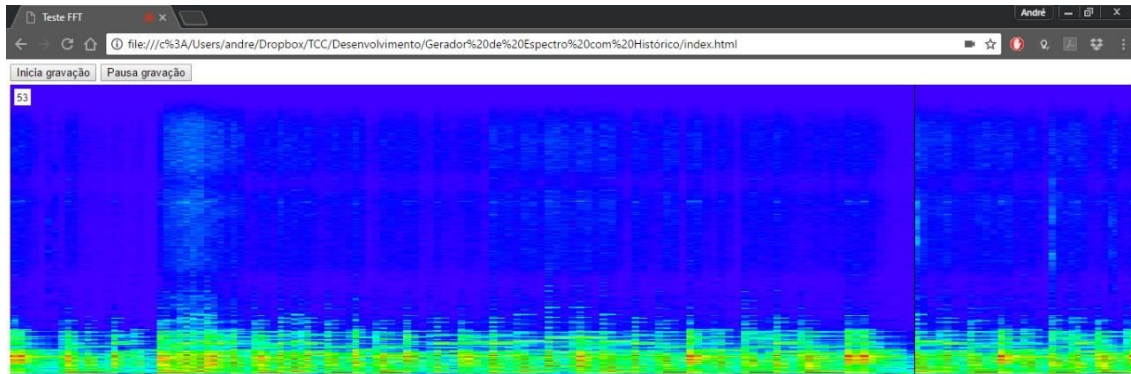 Teste FFT
André
file:///c%3A/Users/andre/Dropbox/TCC/Desenvolvimento/Gerador%20de%20Espectro%20com%20Histórico/index.html
Inicia gravação Pausa gravação
53